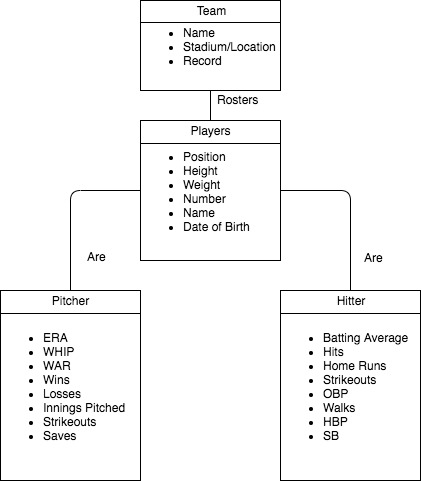 Team
• Name
• Stadium/Location
• Record
Rosters
Players
• Position
• Height
• Weight
• Number
• Name
• Date of Birth
Are
Are
Pitcher
• ERA
• WHIP
• WAR
• Wins
• Losses
• Innings Pitched
• Strikeouts
• Saves
Hitter
• Batting Average
• Hits
• Home Runs
• Strikeouts
• OBP
• Walks
• HBP
• SB